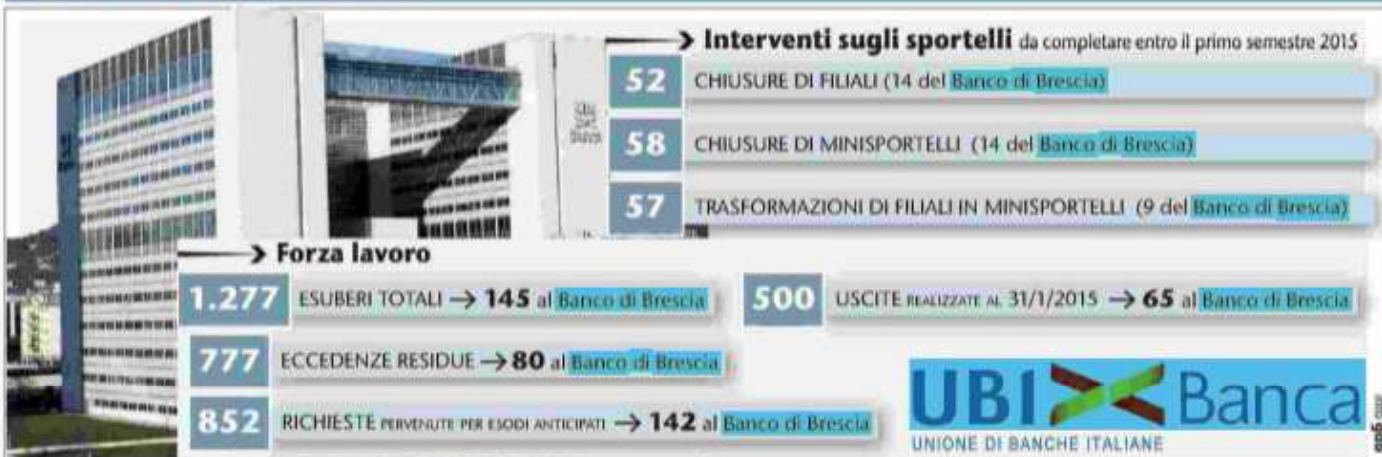 Interventi sugli sportelli da completare entro il primo semestre 2015
52 CHIUSURE DI FILIALI (14 del Banco di Brescia)
58 CHIUSURE DI MINISPORTELLI (14 del Banco di Brescia)
57 TRASFORMAZIONI DI FILIALI IN MINISPORTELLI (9 del Banco di Brescia)
Forza lavoro
1.277 ESUBERI TOTALI → 145 al Banco di Brescia
500 USCITE REALIZZATE AL 31/1/2015 → 65 al Banco di Brescia
777 ECCEDENZE RESIDUE → 80 al Banco di Brescia
852 RICHIESTE PERVENUTE PER ESODI ANTICIPATI → 142 al Banco di Brescia
UBI Banca
UNIONE DI BANCHE ITALIANE